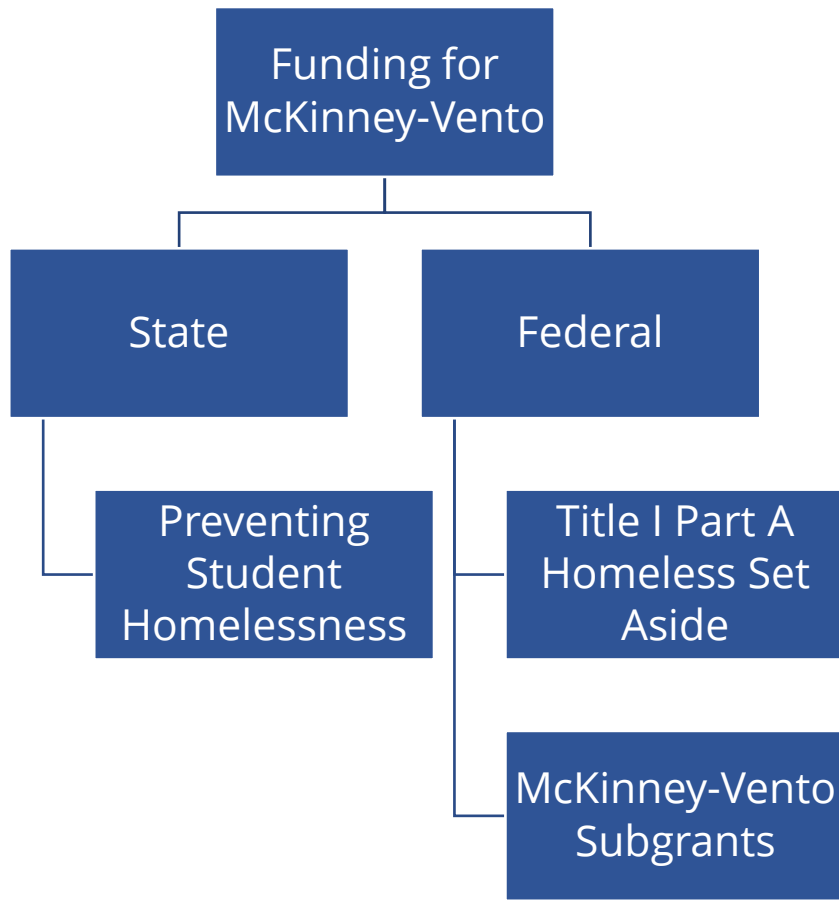 Funding for
McKinney-Vento
State
Federal
Preventing
Student
Homelessness
Title I Part A
Homeless Set
Aside
McKinney-Vento
Subgrants